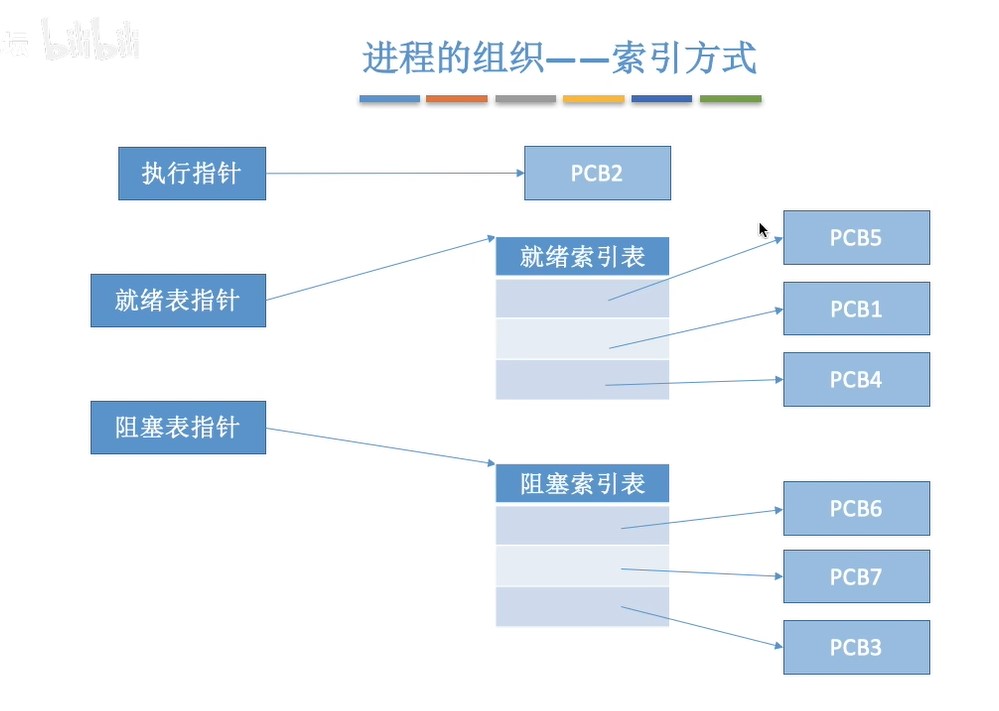 bilibili
进程的组织——索引方式
执行指针
PCB2
就绪表指针
就绪索引表
PCB5
PCB1
PCB4
阻塞表指针
阻塞索引表
PCB6
PCB7
PCB3